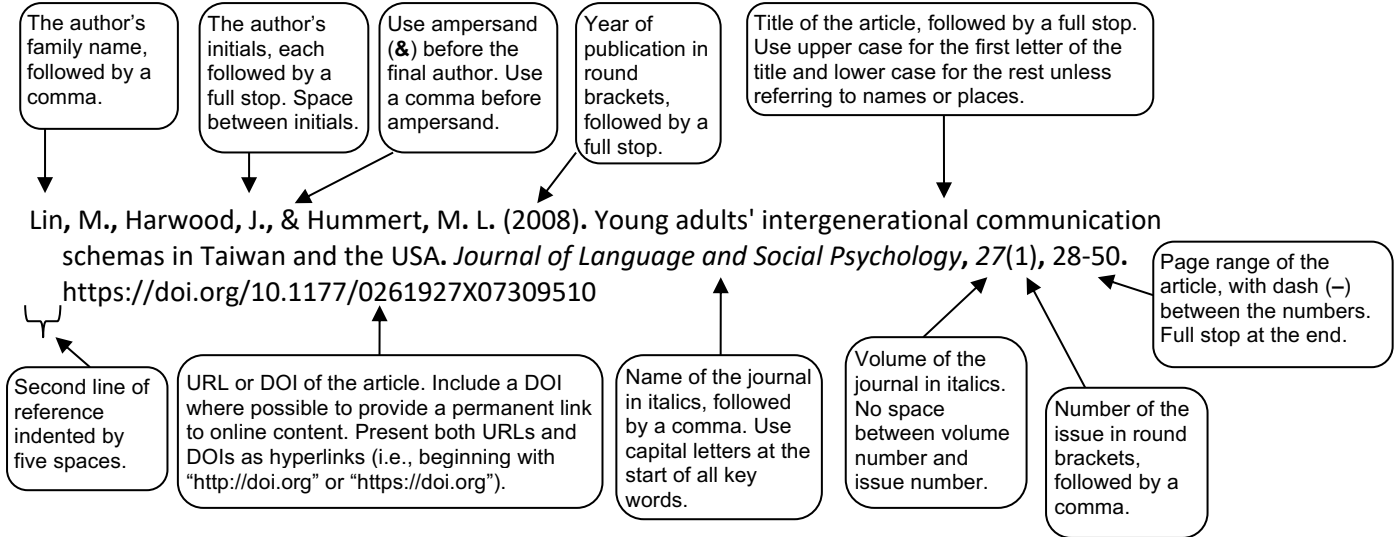 The author's
family name,
followed by a
comma.
The author's
initials, each
followed by a
full stop. Space
between initials.
Use ampersand
(&) before the
final author. Use
a comma before
ampersand.
Year of
publication in
round
brackets,
followed by a
full stop.
Title of the article, followed by a full stop.
Use upper case for the first letter of the
title and lower case for the rest unless
referring to names or places.
Lin, M., Harwood, J., & Hummert, M. L. (2008). Young adults' intergenerational communication
schemas in Taiwan and the USA. Journal of Language and Social Psychology, 27(1), 28-50.
https://doi.org/10.1177/0261927X07309510
Page range of the
article, with dash (–)
between the numbers.
Full stop at the end.
Second line of
reference
indented by
five spaces.
URL or DOI of the article. Include a DOI
where possible to provide a permanent link
to online content. Present both URLs and
DOIs as hyperlinks (i.e., beginning with
“http://doi.org” or “https://doi.org”).
Name of the journal
in italics, followed
by a comma. Use
capital letters at the
start of all key
words.
Volume of the
journal in italics.
No space
between volume
number and
issue number.
Number of the
issue in round
brackets,
followed by a
comma.